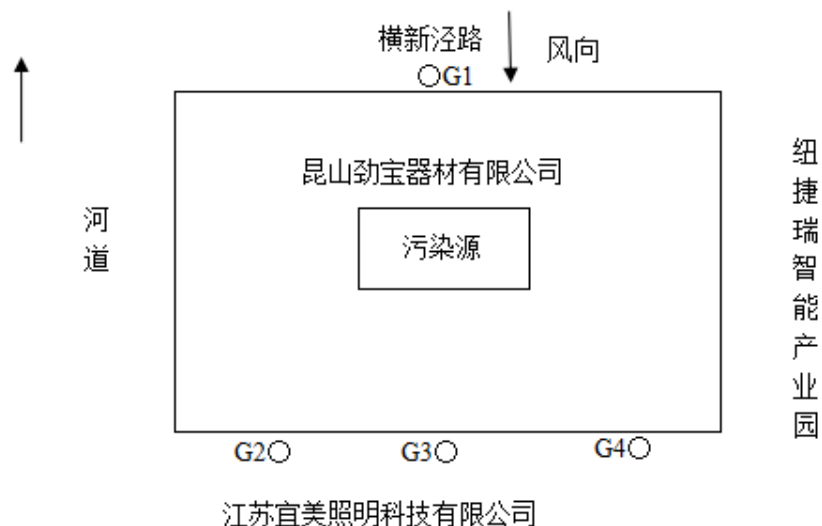 横新泾路
风向
○G1
昆山劲宝器材有限公司
污染源
河道
纽捷瑞智能产业园
G2○
G3○
G4○
江苏宜美照明科技有限公司